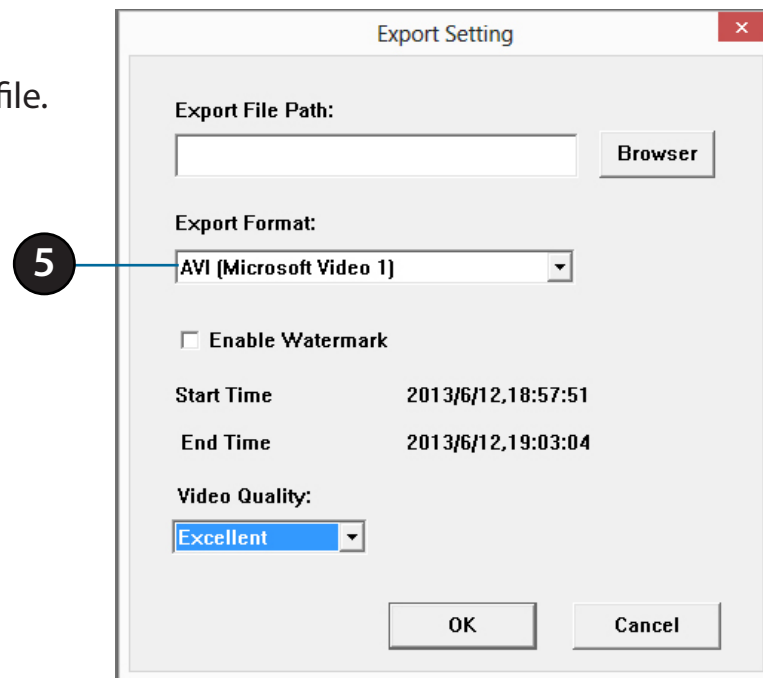 Export Setting
file.
Export File Path:
Browser
Export Format:
5
AVI (Microsoft Video 1)
Enable Watermark
Start Time 2013/6/12,18:57:51
End Time 2013/6/12,19:03:04
Video Quality:
Excellent
OK Cancel